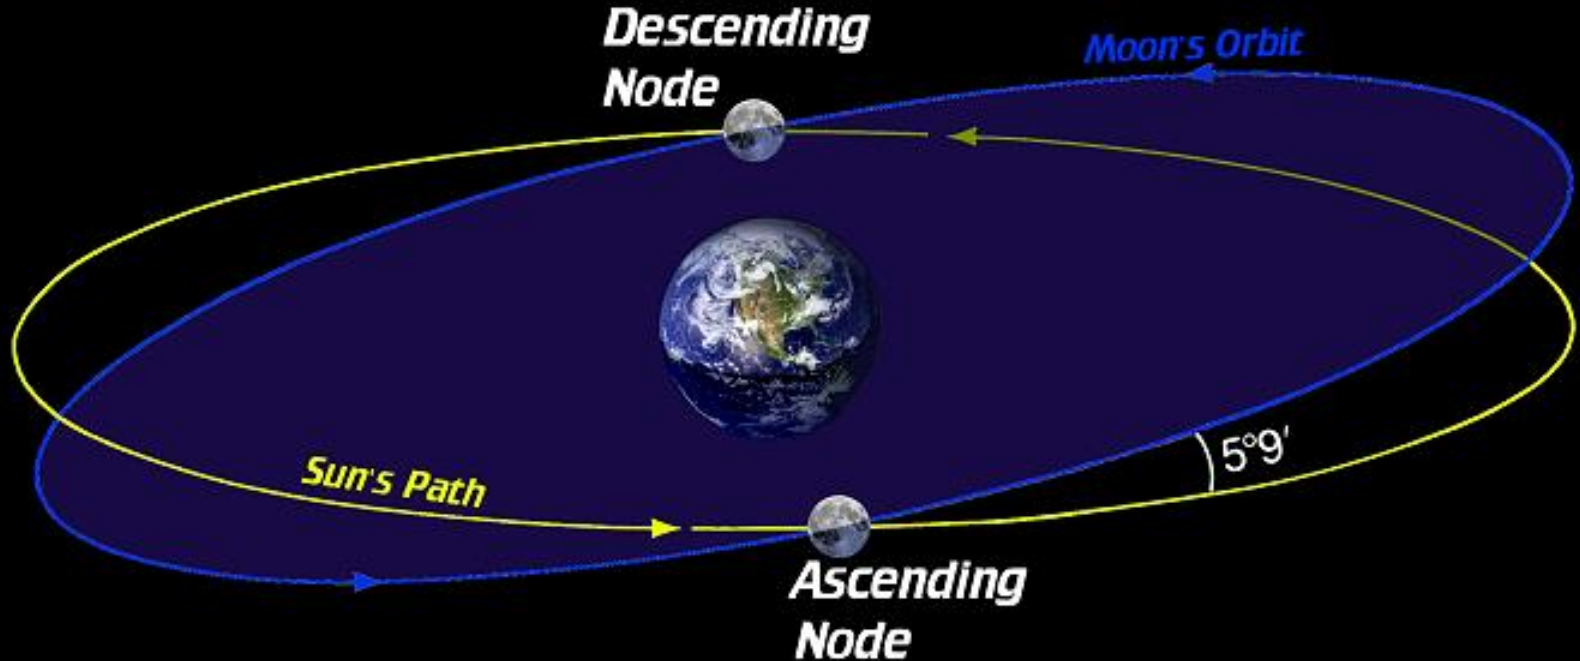 Descending
Node
Moon's Orbit
5°9'
Sun's Path
Ascending
Node